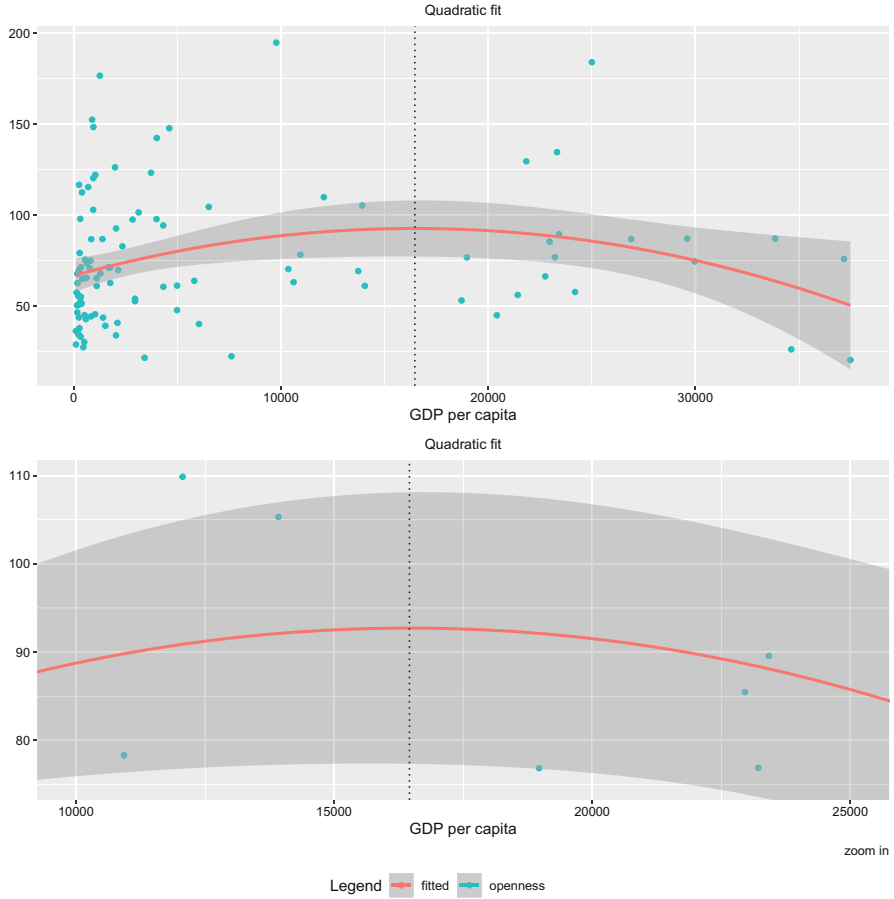 Quadratic fit
200
150
100
50
0 10000 20000 30000
GDP per capita
Quadratic fit
110
100
90
80
10000 15000 20000 25000
GDP per capita
zoom in
Legend fitted openness